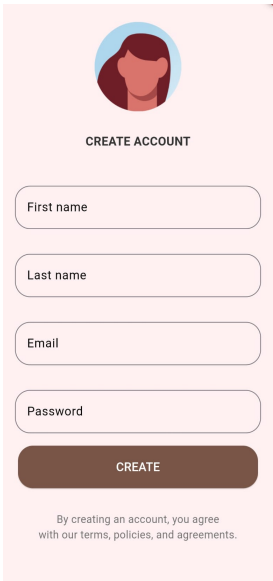 CREATE ACCOUNT
First name
Last name
Email
Password
CREATE
By creating an account, you agree
with our terms, policies, and agreements.